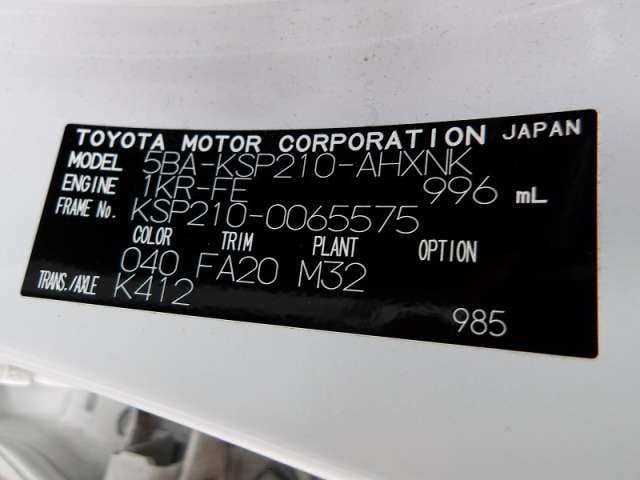 TOYOTA MOTOR CORPORATION JAPAN
MODEL 5BA-KSP210-AHXNK
ENGINE 1KR-FE 996 mL
FRAME No. KSP210-0065575
COLOR TRIM PLANT OPTION
040 FA20 M32
TRANS./AXLE K412
985